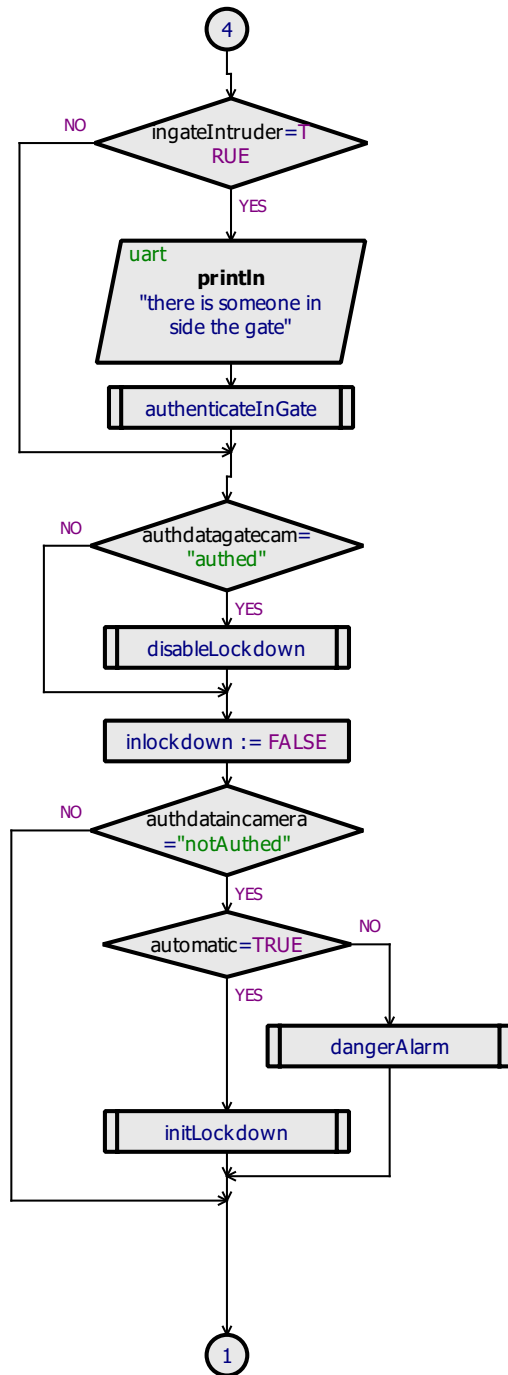 4
NO
ingateIntruder=T
RUE
YES
uart
println
"there is someone in
side the gate"
authenticateInGate
NO
authdatagatecam=
"authed"
YES
disableLockdown
inlockdown := FALSE
NO
authdataincamera
="notAuthed"
YES
NO
automatic=TRUE
YES
dangerAlarm
initLockdown
1